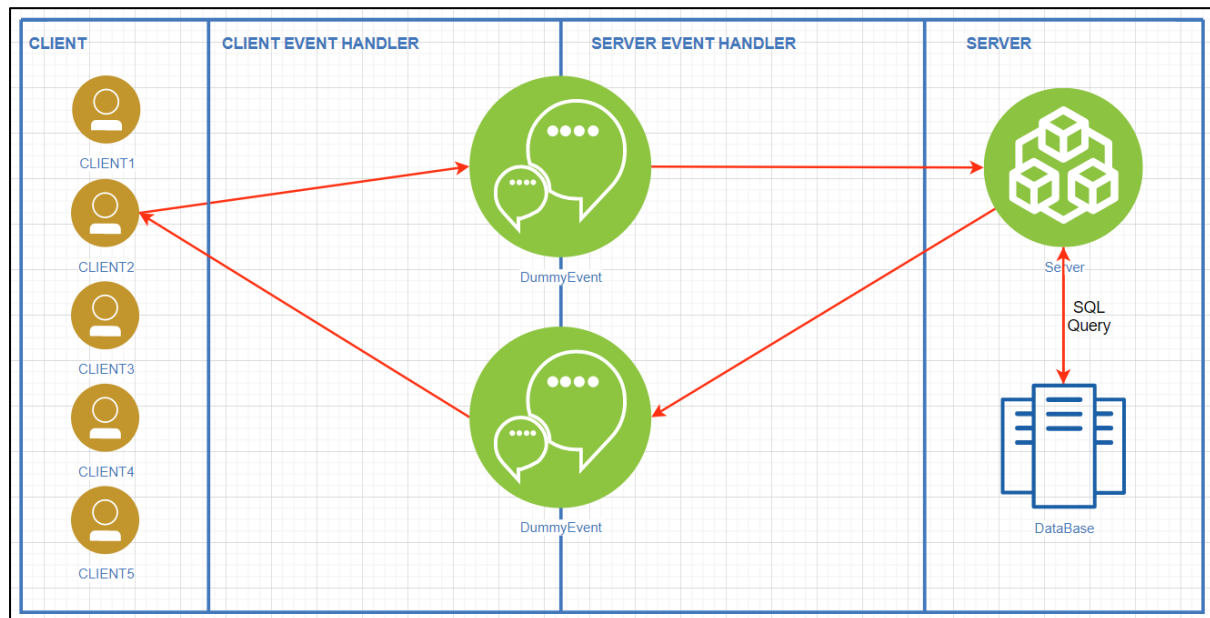 CLIENT
CLIENT EVENT HANDLER
SERVER EVENT HANDLER
SERVER
CLIENT1
CLIENT2
CLIENT3
CLIENT4
CLIENT5
DummyEvent
DummyEvent
Server
SQL
Query
DataBase